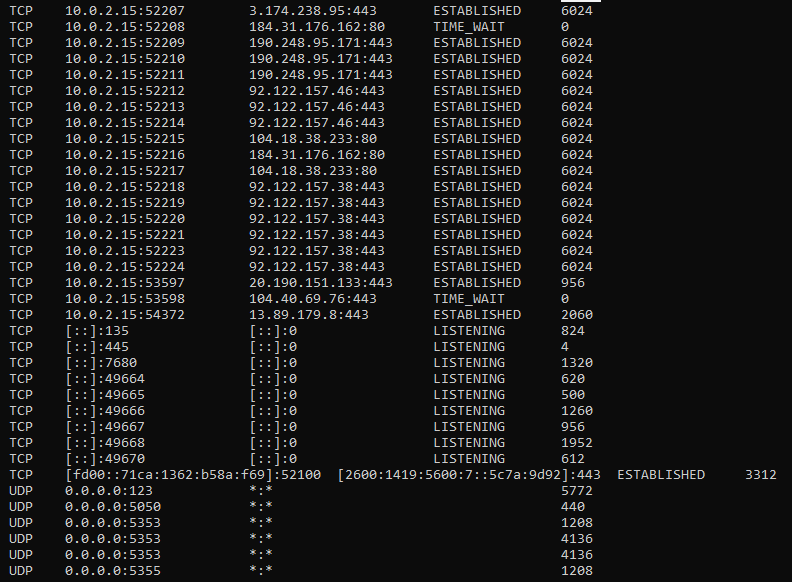 TCP 10.0.2.15:52207 3.174.238.95:443 ESTABLISHED 6024
TCP 10.0.2.15:52208 184.31.176.162:80 TIME_WAIT 0
TCP 10.0.2.15:52209 190.248.95.171:443 ESTABLISHED 6024
TCP 10.0.2.15:52210 190.248.95.171:443 ESTABLISHED 6024
TCP 10.0.2.15:52211 190.248.95.171:443 ESTABLISHED 6024
TCP 10.0.2.15:52212 92.122.157.46:443 ESTABLISHED 6024
TCP 10.0.2.15:52213 92.122.157.46:443 ESTABLISHED 6024
TCP 10.0.2.15:52214 92.122.157.46:443 ESTABLISHED 6024
TCP 10.0.2.15:52215 104.18.38.233:80 ESTABLISHED 6024
TCP 10.0.2.15:52216 184.31.176.162:80 ESTABLISHED 6024
TCP 10.0.2.15:52217 104.18.38.233:80 ESTABLISHED 6024
TCP 10.0.2.15:52218 92.122.157.38:443 ESTABLISHED 6024
TCP 10.0.2.15:52219 92.122.157.38:443 ESTABLISHED 6024
TCP 10.0.2.15:52220 92.122.157.38:443 ESTABLISHED 6024
TCP 10.0.2.15:52221 92.122.157.38:443 ESTABLISHED 6024
TCP 10.0.2.15:52223 92.122.157.38:443 ESTABLISHED 6024
TCP 10.0.2.15:52224 92.122.157.38:443 ESTABLISHED 6024
TCP 10.0.2.15:53597 20.190.151.133:443 ESTABLISHED 956
TCP 10.0.2.15:53598 104.40.69.76:443 TIME_WAIT 0
TCP 10.0.2.15:54372 13.89.179.8:443 ESTABLISHED 2060
TCP [::]:135 [::]:0 LISTENING 824
TCP [::]:445 [::]:0 LISTENING 4
TCP [::]:7680 [::]:0 LISTENING 1320
TCP [::]:49664 [::]:0 LISTENING 620
TCP [::]:49665 [::]:0 LISTENING 500
TCP [::]:49666 [::]:0 LISTENING 1260
TCP [::]:49667 [::]:0 LISTENING 956
TCP [::]:49668 [::]:0 LISTENING 1952
TCP [::]:49670 [::]:0 LISTENING 612
TCP [fd00::71ca:1362:b58a:f69]:52100 [2600:1419:5600:7::5c7a:9d92]:443 ESTABLISHED 3312
UDP 0.0.0.0:123 *:* 5772
UDP 0.0.0.0:5050 *:* 440
UDP 0.0.0.0:5353 *:* 1208
UDP 0.0.0.0:5353 *:* 4136
UDP 0.0.0.0:5353 *:* 4136
UDP 0.0.0.0:5355 *:* 1208